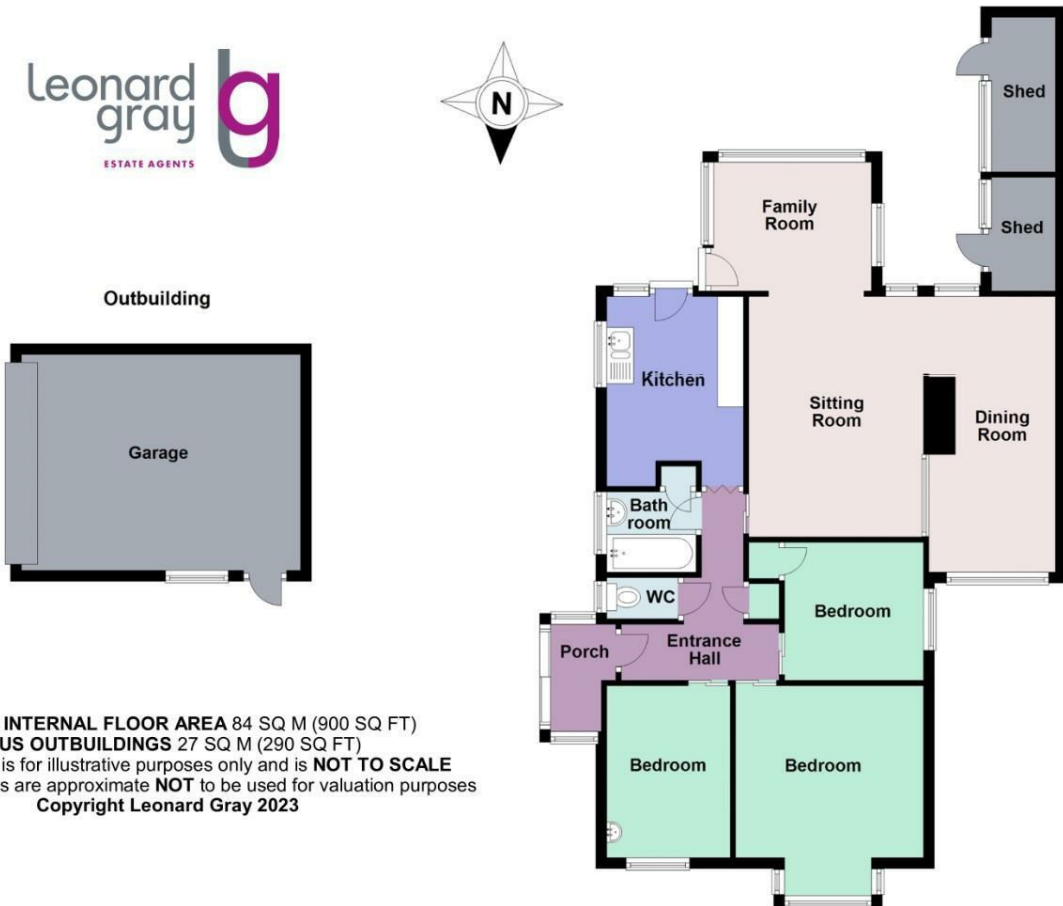 Leonard
gray
lg
ESTATE AGENTS
N
Shed
Family
Room
Shed
Outbuilding
Kitchen
Sitting
Room
Dining
Room
Garage
Bath
room
WC
Bedroom
Porch
Entrance
Hall
Bedroom
Bedroom
INTERNAL FLOOR AREA 84 SQ M (900 SQ FT)
US OUTBUILDINGS 27 SQ M (290 SQ FT)
is for illustrative purposes only and is NOT TO SCALE
s are approximate NOT to be used for valuation purposes
Copyright Leonard Gray 2023